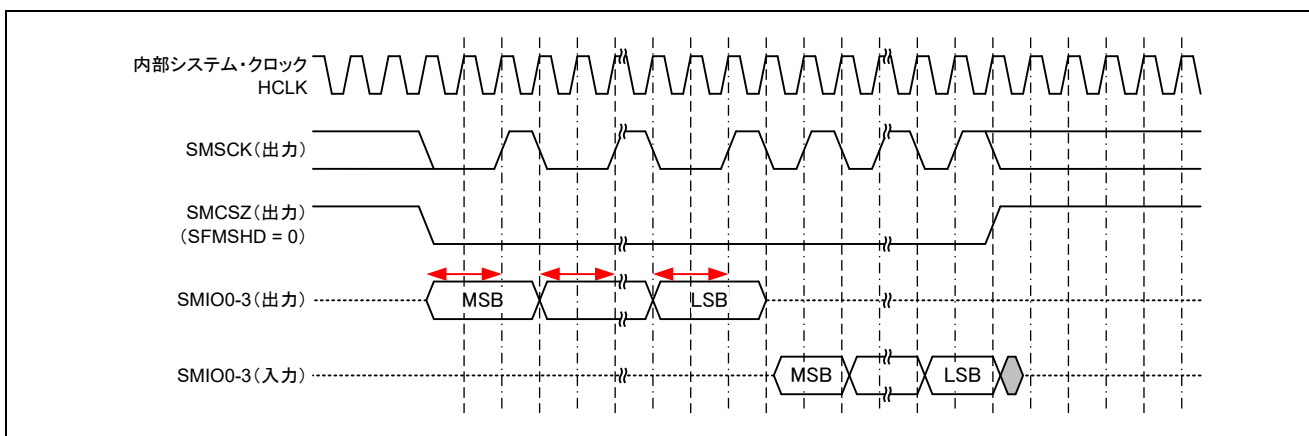 内部システム・クロック
HCLK
SMSCK(出力)
SMCSZ(出力)
(SFMSHD = 0)
SMIO0-3(出力)
MSB
LSB
SMIO0-3(入力)
MSB
LSB